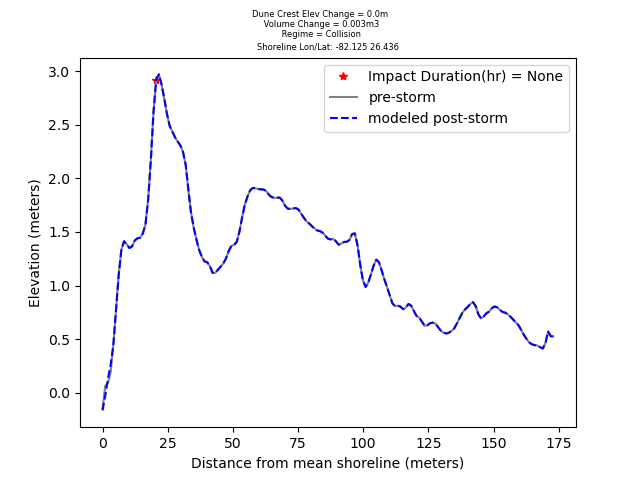 Dune Crest Elev Change = 0.0m
Volume Change = 0.003m3
Regime = Collision
Shoreline Lon/Lat: -82.125 26.436
Impact Duration(hr) = None
pre-storm
modeled post-storm
Elevation (meters)
3.0
2.5
2.0
1.5
1.0
0.5
0.0
0 25 50 75 100 125 150 175
Distance from mean shoreline (meters)